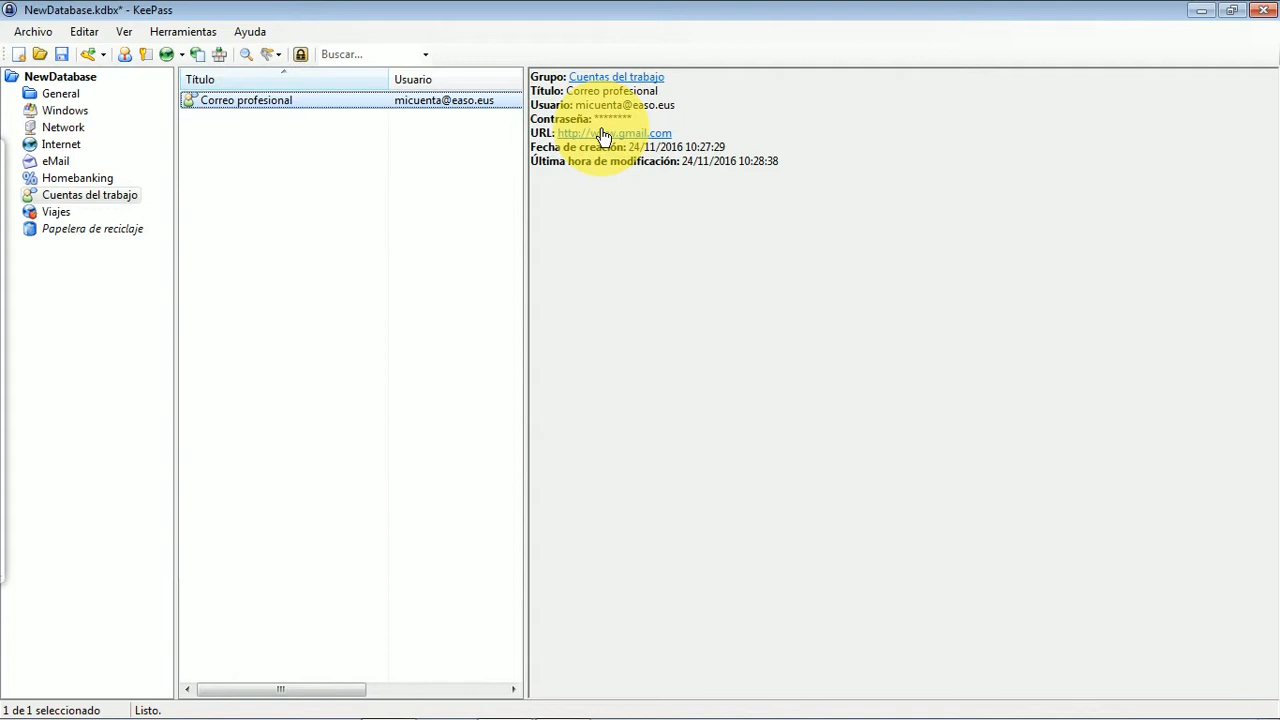 NewDatabase.kdbx* - KeePass
Archivo Editar Ver Herramientas Ayuda
Buscar...
NewDatabase
General
Windows
Network
Internet
eMail
Homebanking
Cuentas del trabajo
Viajes
Papelera de reciclaje
Título Usuario
Correo profesional micuenta@easo.eus
Grupo: Cuentas del trabajo
Título: Correo profesional
Usuario: micuenta@easo.eus
Contraseña: ********
URL: http://www.gmail.com
Fecha de creación: 24/11/2016 10:27:29
Última hora de modificación: 24/11/2016 10:28:38
1 de 1 seleccionado Listo.